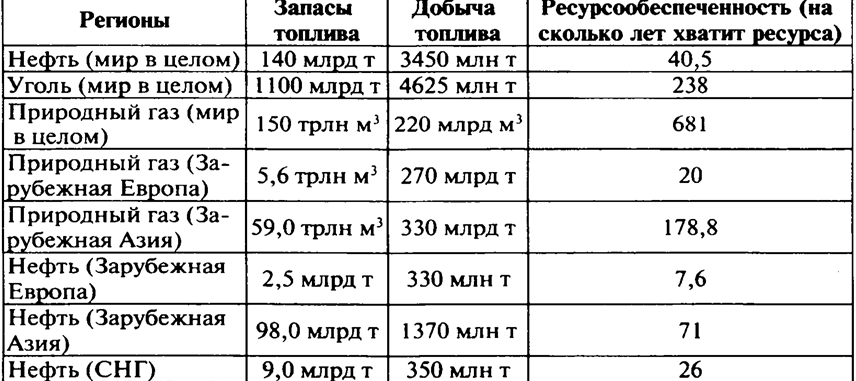 Регионы | Запасы топлива | Добыча топлива | Ресурсообеспеченность (на сколько лет хватит ресурса)
Нефть (мир в целом) | 140 млрд т | 3450 млн т | 40,5
Уголь (мир в целом) | 1100 млрд т | 4625 млн т | 238
Природный газ (мир в целом) | 150 трлн м³ | 220 млрд м³ | 681
Природный газ (Зарубежная Европа) | 5,6 трлн м³ | 270 млрд т | 20
Природный газ (Зарубежная Азия) | 59,0 трлн м³ | 330 млрд т | 178,8
Нефть (Зарубежная Европа) | 2,5 млрд т | 330 млн т | 7,6
Нефть (Зарубежная Азия) | 98,0 млрд т | 1370 млн т | 71
Нефть (СНГ) | 9,0 млрд т | 350 млн т | 26